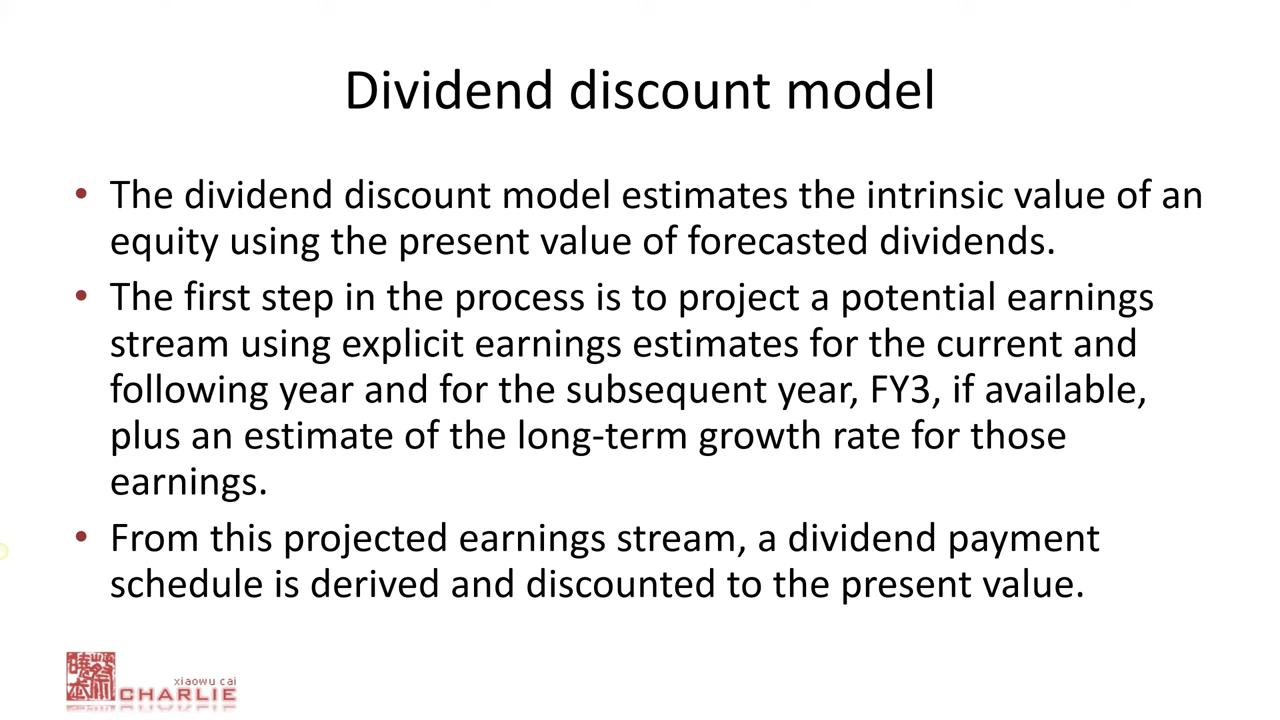 Dividend discount model
• The dividend discount model estimates the intrinsic value of an
equity using the present value of forecasted dividends.
• The first step in the process is to project a potential earnings
stream using explicit earnings estimates for the current and
following year and for the subsequent year, FY3, if available,
plus an estimate of the long-term growth rate for those
earnings.
• From this projected earnings stream, a dividend payment
schedule is derived and discounted to the present value.
xiaowu cai
CHARLIE